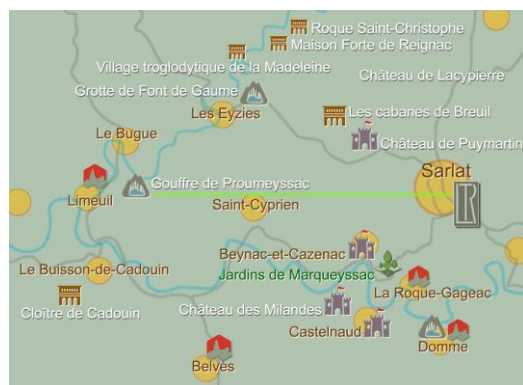 Roque Saint-Christophe
Maison Forte de Reignac
Village troglodytique de la Madeleine
Château de Lacypierre
Grotte de Font de Gaume
Les Eyzies
Les cabanes de Breuil
Le Bugue
Château de Puymartin
Sarlat
Gouffre de Proumeyssac
Limeuil
Saint-Cyprien
Beynac-et-Cazenac
Le Buisson-de-Cadouin
Jardins de Marqueyssac
La Roque-Gageac
Château des Milandes
Cloître de Cadouin
Castelnaud
Domme
Belvès